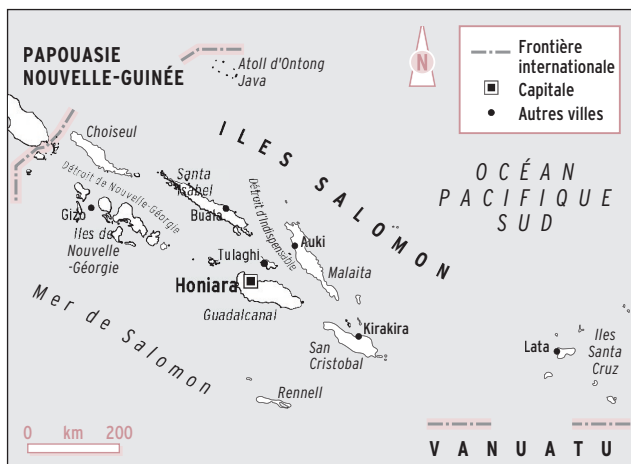 PAPOUASIE
NOUVELLE-GUINÉE
Atoll d'Ontong
Java
N
Frontière
internationale
Capitale
Autres villes
Choiseul
ILES SALOMON
OCÉAN
PACIFIQUE
SUD
Détroit de Nouvelle-Géorgie
Santa
Isabel
Buala
Détroit d'Indispensible
Gizo
Iles de
Nouvelle
-Géorgie
Auki
Tulaghi
Malaita
Honiara
Guadalcanal
Mer de Salomon
Kirakira
San
Cristobal
Lata
Iles
Santa
Cruz
Rennell
0 km 200
VANUATU